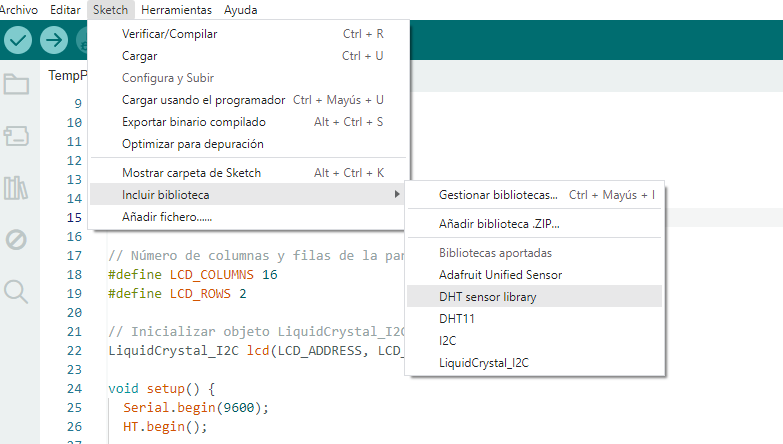 Archivo Editar Sketch Herramientas Ayuda
Verificar/Compilar Ctrl + R
Cargar Ctrl + U
Configura y Subir
Cargar usando el programador Ctrl + Mayús + U
Exportar binario compilado Alt + Ctrl + S
Optimizar para depuración
Mostrar carpeta de Sketch Alt + Ctrl + K
Incluir biblioteca
Añadir fichero......
Gestionar bibliotecas... Ctrl + Mayús + I
Añadir biblioteca .ZIP...
Bibliotecas aportadas
Adafruit Unified Sensor
DHT sensor library
DHT11
I2C
LiquidCrystal_I2C
TempP
9
10
11
12
13
14
15
16
17 // Número de columnas y filas de la pan
18 #define LCD_COLUMNS 16
19 #define LCD_ROWS 2
20
21 // Inicializar objeto LiquidCrystal_I2C
22 LiquidCrystal_I2C lcd(LCD_ADDRESS, LCD_
23
24 void setup() {
25 Serial.begin(9600);
26 HT.begin();